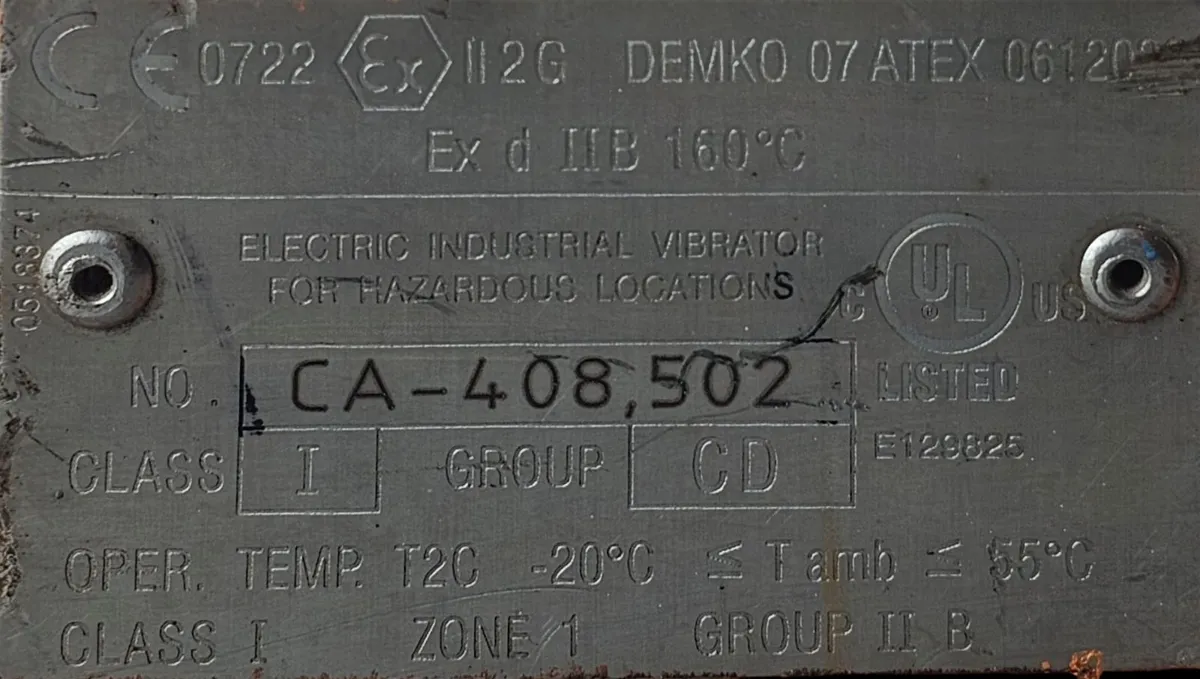 CE 0722 Ex II 2 G DEMKO 07 ATEX
Ex d IIB 160°C
ELECTRIC INDUSTRIAL VIBRATOR
FOR HAZARDOUS LOCATIONS
C UL US
NO. CA-408,502
LISTED
E129825
CLASS I GROUP CD
OPER. TEMP. T2C -20°C ≤ T amb ≤ 55°C
CLASS I ZONE 1 GROUP II B
0518374